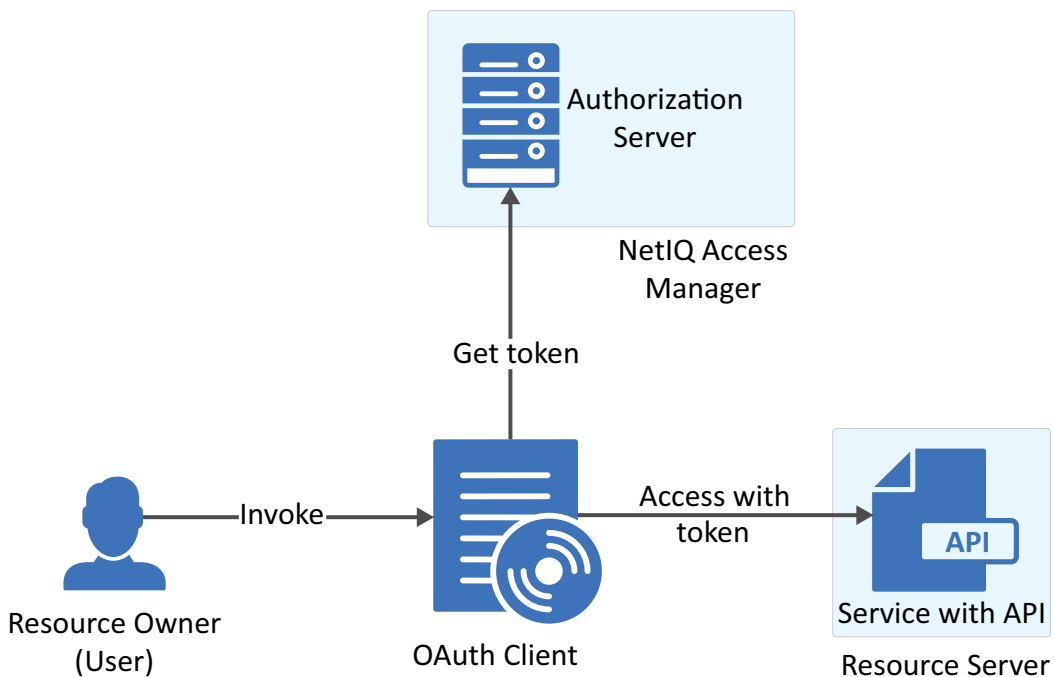 Authorization
Server
NetIQ Access
Manager
Get token
Invoke
Access with
token
API
Service with API
Resource Owner
(User)
OAuth Client
Resource Server